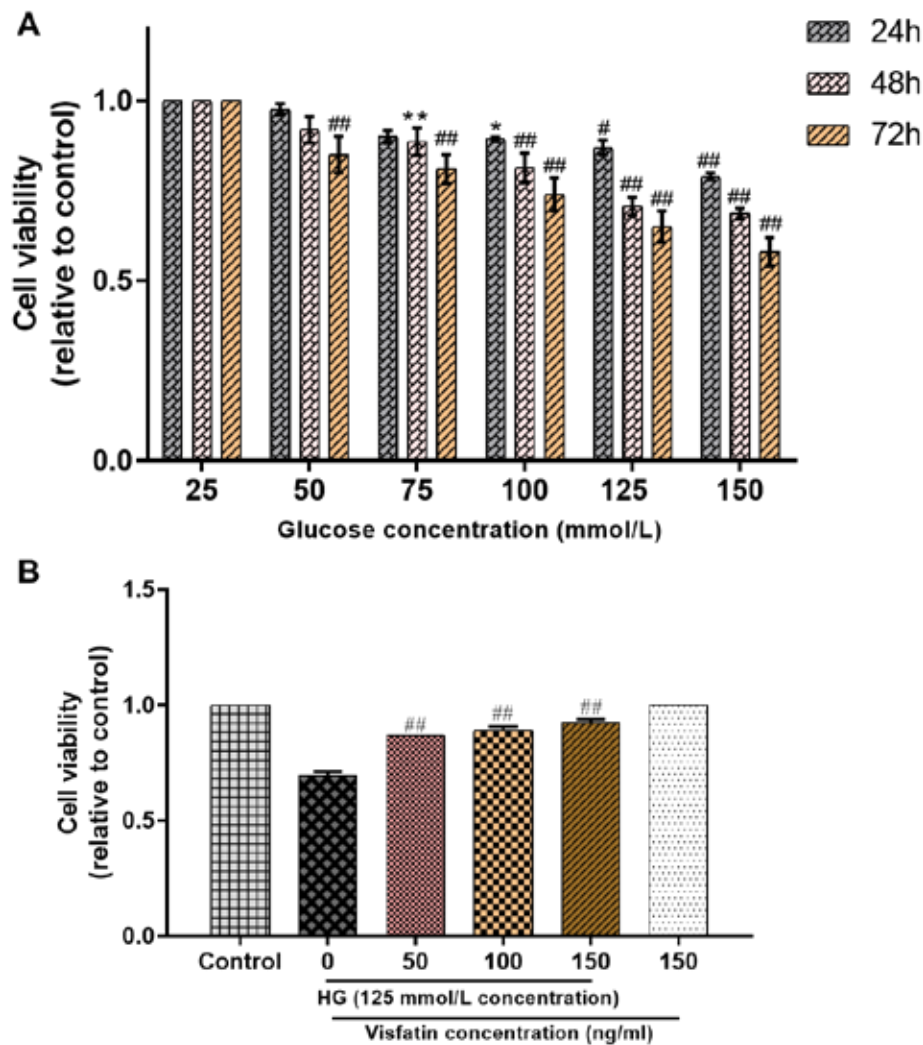 A
24h
48h
72h
Cell viability
(relative to control)
1.0
0.5
0.0
##
** ##
* ## ##
# ## ##
## ## ##
25 50 75 100 125 150
Glucose concentration (mmol/L)
B
Cell viability
(relative to control)
1.5
1.0
0.5
0.0
## ## ##
Control 0 50 100 150 150
HG (125 mmol/L concentration)
Visfatin concentration (ng/ml)